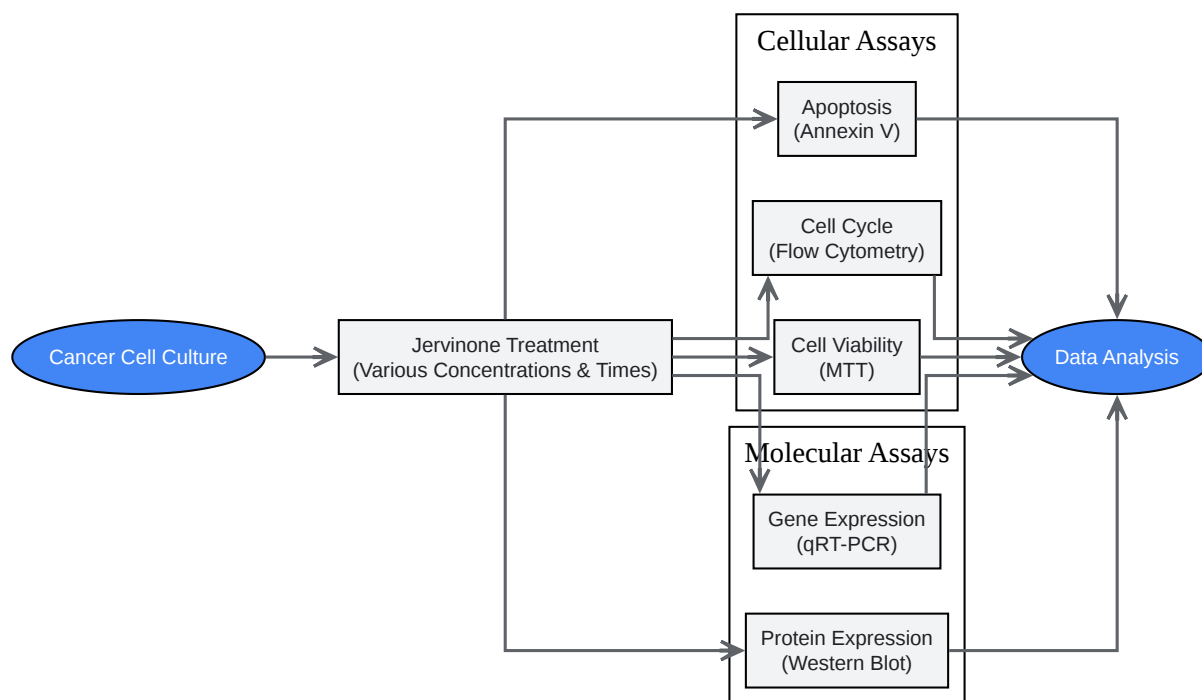 Cancer Cell Culture
Jervinone Treatment
(Various Concentrations & Times)
Cellular Assays
Apoptosis
(Annexin V)
Cell Cycle
(Flow Cytometry)
Cell Viability
(MTT)
Molecular Assays
Gene Expression
(qRT-PCR)
Protein Expression
(Western Blot)
Data Analysis